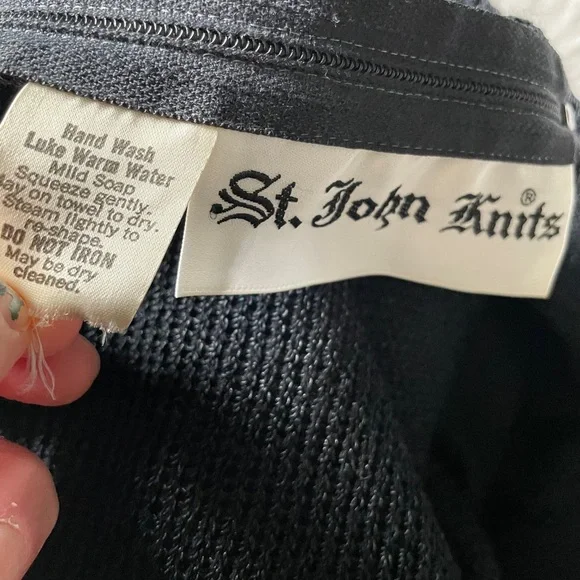 Hand Wash
Luke Warm Water
Mild Soap
Squeeze gently.
May on towel to dry.
Steam lightly to
re-shape.
DO NOT IRON
May be dry
cleaned.
St. John Knits®